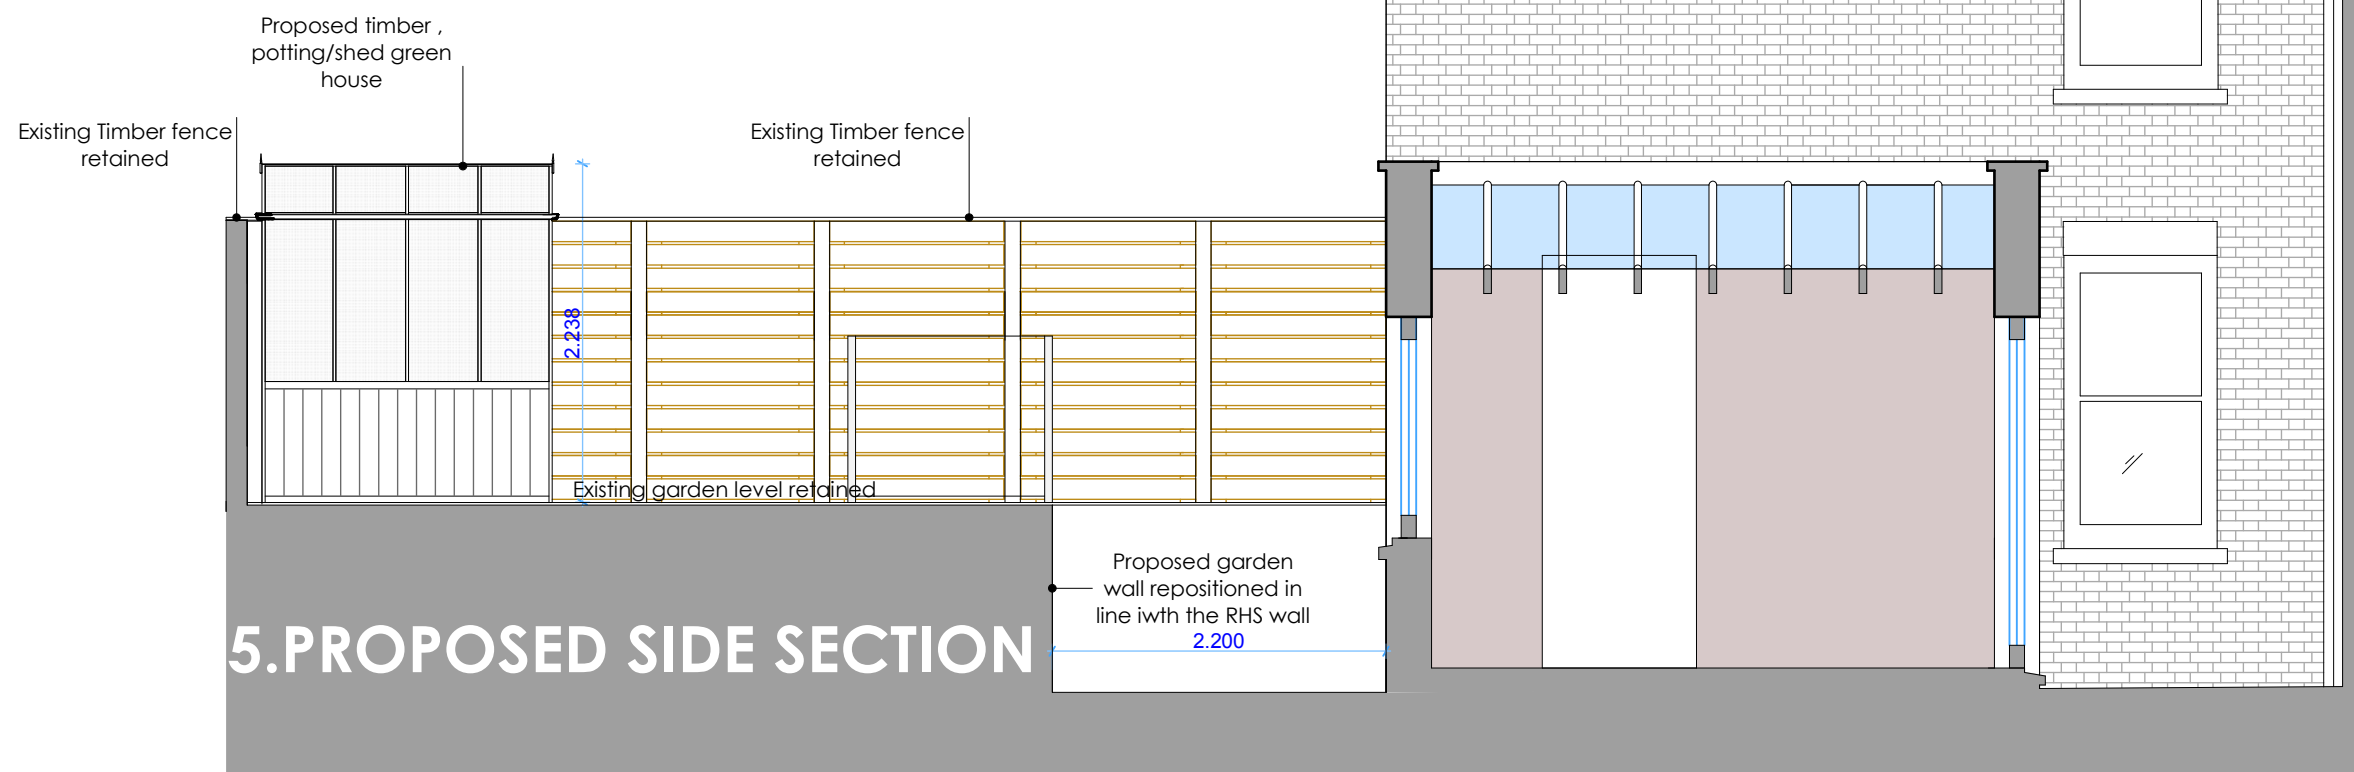 Proposed timber ,
potting/shed green
house
Existing Timber fence
retained
Existing Timber fence
retained
2.238
Existing garden level retained
Proposed garden
wall repositioned in
line iwth the RHS wall
2.200
5.PROPOSED SIDE SECTION